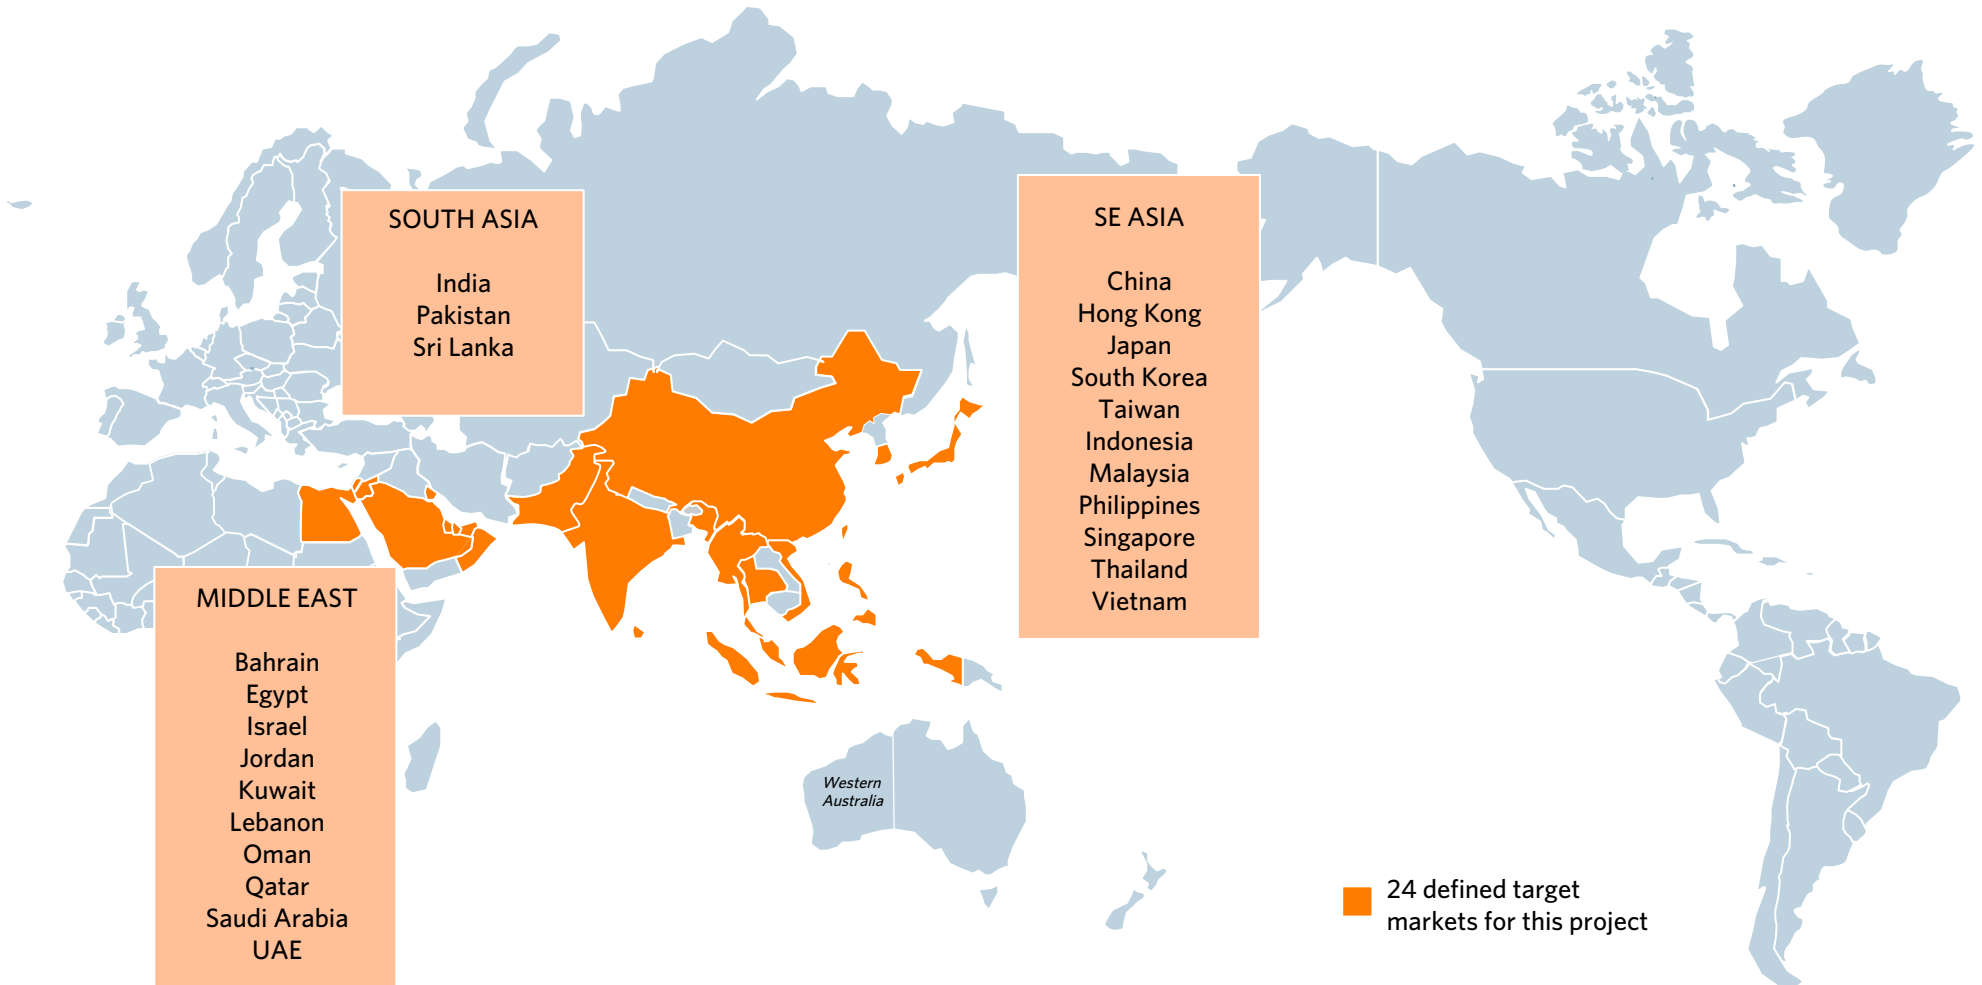 SOUTH ASIA
India
Pakistan
Sri Lanka
SE ASIA
China
Hong Kong
Japan
South Korea
Taiwan
Indonesia
Malaysia
Philippines
Singapore
Thailand
Vietnam
MIDDLE EAST
Bahrain
Egypt
Israel
Jordan
Kuwait
Lebanon
Oman
Qatar
Saudi Arabia
UAE
Western
Australia
24 defined target
markets for this project